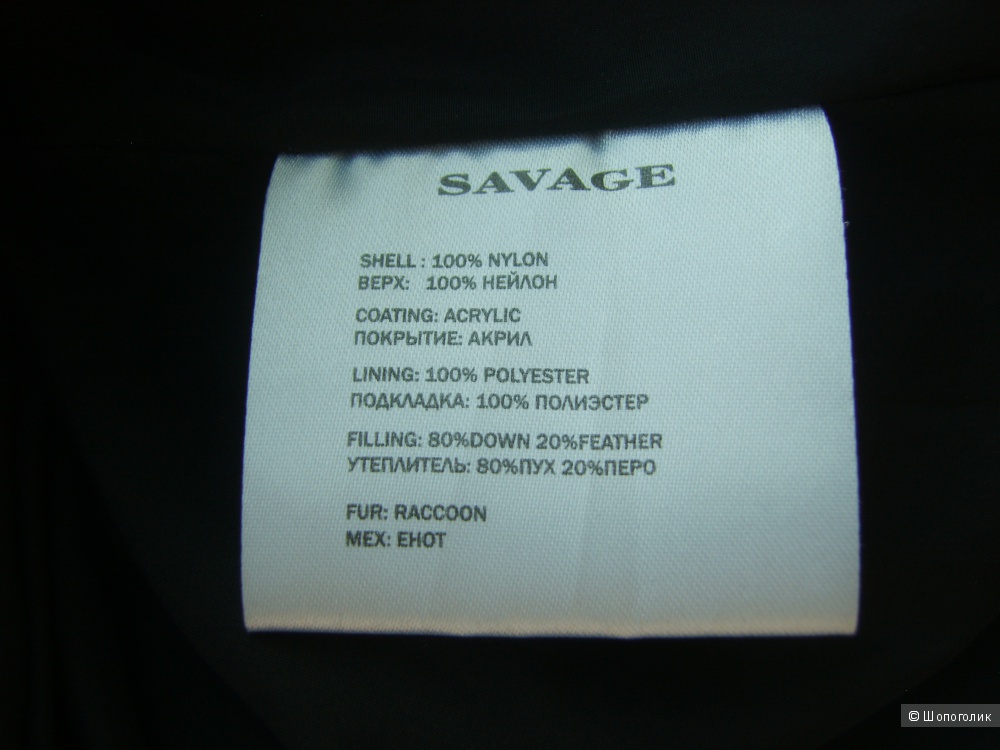 SAVAGE
SHELL : 100% NYLON
ВЕРХ: 100% НЕЙЛОН
COATING: ACRYLIC
ПОКРЫТИЕ: АКРИЛ
LINING: 100% POLYESTER
ПОДКЛАДКА: 100% ПОЛИЭСТЕР
FILLING: 80%DOWN 20%FEATHER
УТЕПЛИТЕЛЬ: 80%ПУХ 20%ПЕРО
FUR: RACCOON
МЕХ: ЕНОТ
© Шопоголик